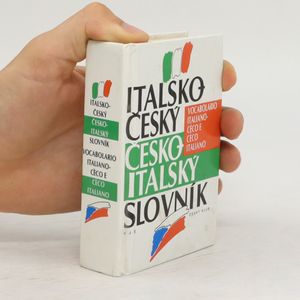 ITALSKO-
ČESKÝ
ČESKO-
ITALSKÝ
SLOVNÍK
VOCABOLARIO
ITALIANO-
CECO E
CECO
ITALIANO
ITALSKO-
ČESKÝ
ČESKO-
ITALSKÝ
SLOVNÍK
VOCABOLARIO
ITALIANO-
CECO E
CECO
ITALIANO